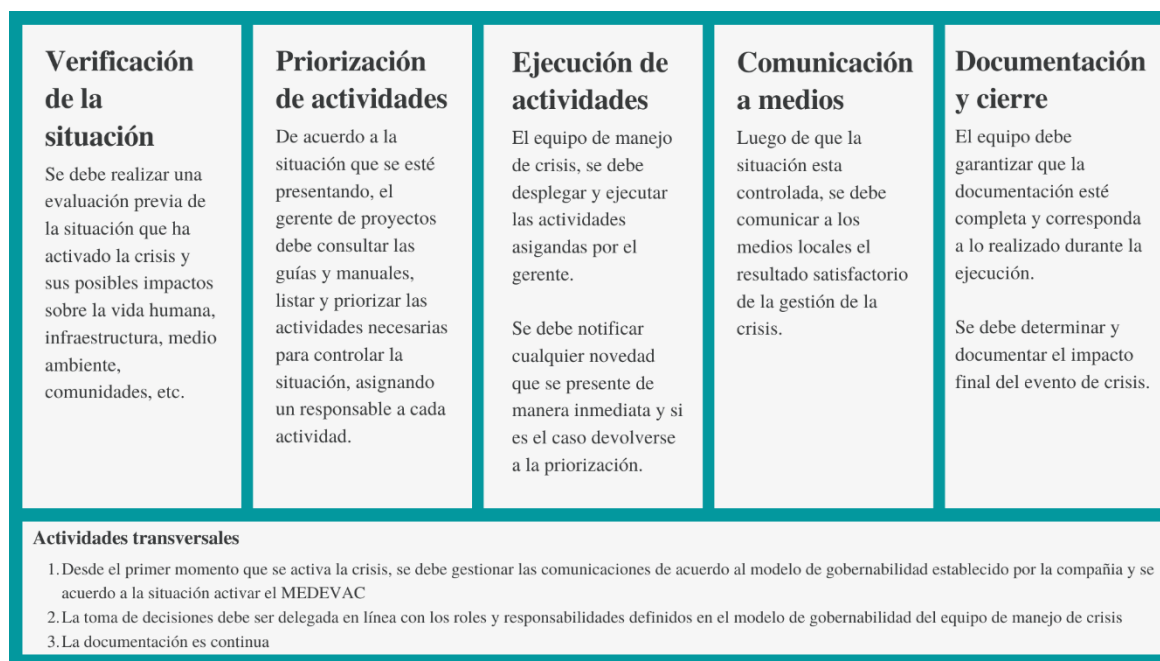 Verificación
de la
situación
Se debe realizar una
evaluación previa de
la situación que ha
activado la crisis y
sus posibles impactos
sobre la vida humana,
infraestructura, medio
ambiente,
comunidades, etc.
Priorización
de actividades
De acuerdo a la
situación que se esté
presentando, el
gerente de proyectos
debe consultar las
guías y manuales,
listar y priorizar las
actividades necesarias
para controlar la
situación, asignando
un responsable a cada
actividad.
Ejecución de
actividades
El equipo de manejo
de crisis, se debe
desplegar y ejecutar
las actividades
asigandas por el
gerente.
Se debe notificar
cualquier novedad
que se presente de
manera inmediata y si
es el caso devolverse
a la priorización.
Comunicación
a medios
Luego de que la
situación esta
controlada, se debe
comunicar a los
medios locales el
resultado satisfactorio
de la gestión de la
crisis.
Documentación
y cierre
El equipo debe
garantizar que la
documentación esté
completa y corresponda
a lo realizado durante la
ejecución.
Se debe determinar y
documentar el impacto
final del evento de crisis.
Actividades transversales
1. Desde el primer momento que se activa la crisis, se debe gestionar las comunicaciones de acuerdo al modelo de gobernabilidad establecido por la compañia y se
acuerdo a la situación activar el MEDEVAC
2. La toma de decisiones debe ser delegada en línea con los roles y responsabilidades definidos en el modelo de gobernabilidad del equipo de manejo de crisis
3. La documentación es continua